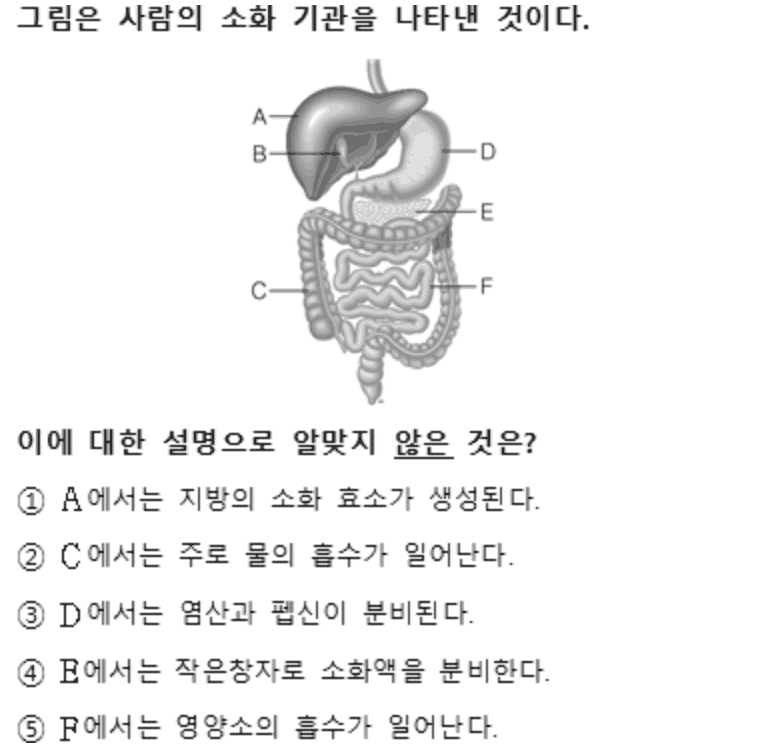 그림은 사람의 소화 기관을 나타낸 것이다.
A
B
D
E
C
F
이에 대한 설명으로 알맞지 않은 것은?
① A에서는 지방의 소화 효소가 생성된다.
② C에서는 주로 물의 흡수가 일어난다.
③ D에서는 염산과 펩신이 분비된다.
④ E에서는 작은창자로 소화액을 분비한다.
⑤ F에서는 영양소의 흡수가 일어난다.